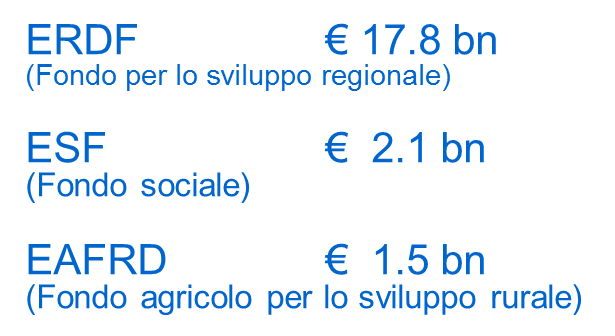 ERDF € 17.8 bn
(Fondo per lo sviluppo regionale)
ESF € 2.1 bn
(Fondo sociale)
EAFRD € 1.5 bn
(Fondo agricolo per lo sviluppo rurale)